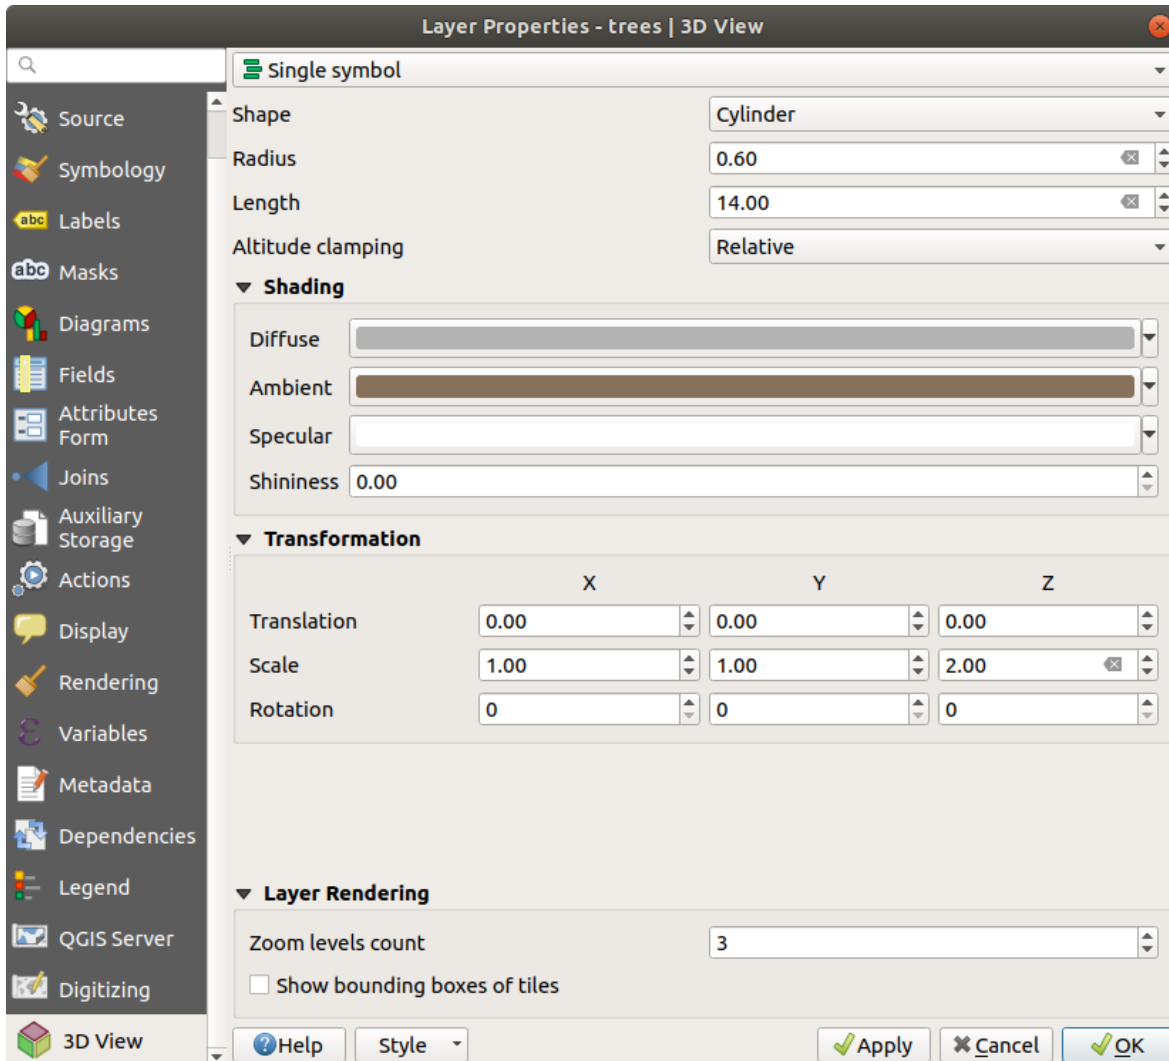 Layer Properties - trees | 3D View
Source
Symbology
abc Labels
abc Masks
Diagrams
Fields
Attributes
Form
Joins
Auxiliary
Storage
Actions
Display
Rendering
Variables
Metadata
Dependencies
Legend
QGIS Server
Digitizing
3D View
Single symbol
Shape Cylinder
Radius 0.60
Length 14.00
Altitude clamping Relative
Shading
Diffuse
Ambient
Specular
Shininess 0.00
Transformation
X Y Z
Translation 0.00 0.00 0.00
Scale 1.00 1.00 2.00
Rotation 0 0 0
Layer Rendering
Zoom levels count 3
Show bounding boxes of tiles
Help Style Apply Cancel OK